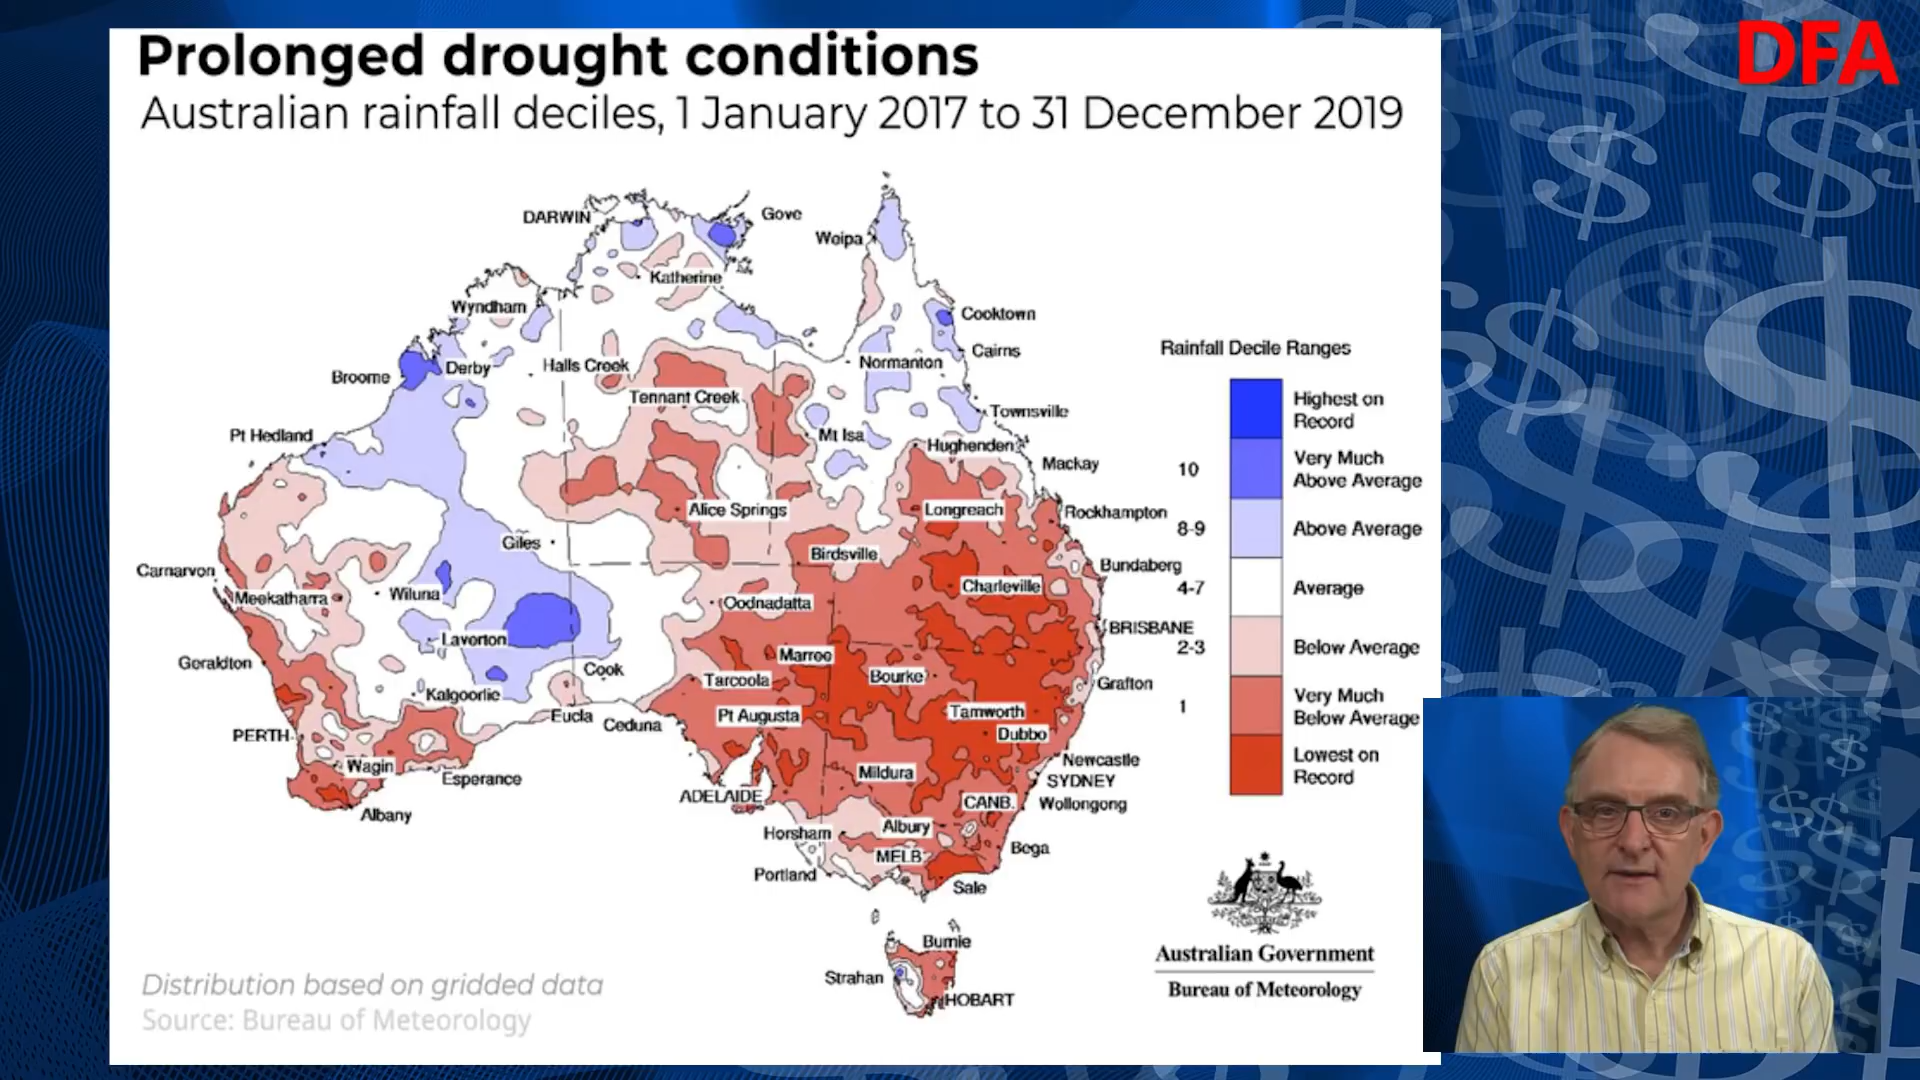 Prolonged drought conditions
DFA
Australian rainfall deciles, 1 January 2017 to 31 December 2019
DARWIN
Gove
Weipa
Katherine
Wyndham
Cooktown
Cairns
Broome
Derby
Halls Creek
Normanton
Tennant Creek
Townsville
Pt Hedland
Mt Isa
Hughenden
Mackay
Alice Springs
Longreach
Rockhampton
Giles
Birdsville
Bundaberg
Carnarvon
Meekatharra
Wiluna
Oodnadatta
Charleville
BRISBANE
Laverton
Geraldton
Marree
Cook
Tarcoola
Bourke
Grafton
Kalgoorlie
Eucla
Ceduna
Pt Augusta
Tamworth
Dubbo
PERTH
Wagin
Esperance
Mildura
Newcastle
SYDNEY
ADELAIDE
CANB.
Wollongong
Albany
Horsham
Albury
Bega
MELB
Portland
Sale
Burnie
Strahan
HOBART
Rainfall Decile Ranges
Highest on
Record
10
Very Much
Above Average
8-9
Above Average
4-7
Average
2-3
Below Average
1
Very Much
Below Average
Lowest on
Record
Australian Government
Bureau of Meteorology
Distribution based on gridded data
Source: Bureau of Meteorology